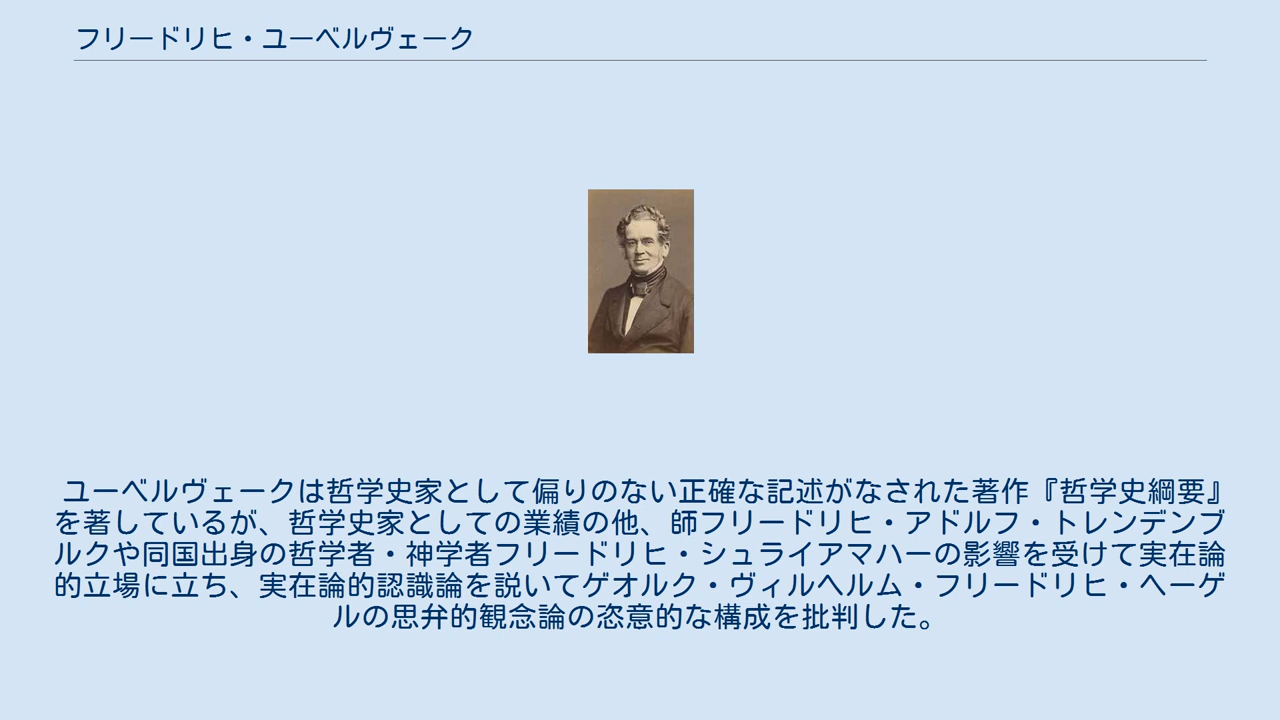 フリードリヒ・ユーベルヴェーク
ユーベルヴェークは哲学史家として偏りのない正確な記述がなされた著作『哲学史綱要』
を著しているが、哲学史家としての業績の他、師フリードリヒ・アドルフ・トレンデンブ
ルクや同国出身の哲学者・神学者フリードリヒ・シュライアマハーの影響を受けて実在論
的立場に立ち、実在論的認識論を説いてゲオルク・ヴィルヘルム・フリードリヒ・ヘーゲ
ルの思弁的観念論の恣意的な構成を批判した。